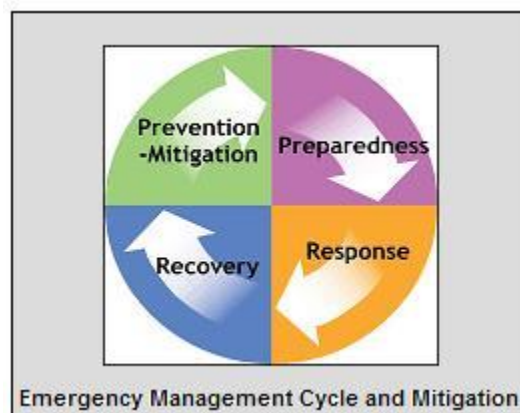 Prevention
-Mitigation
Preparedness
Recovery
Response
Emergency Management Cycle and Mitigation